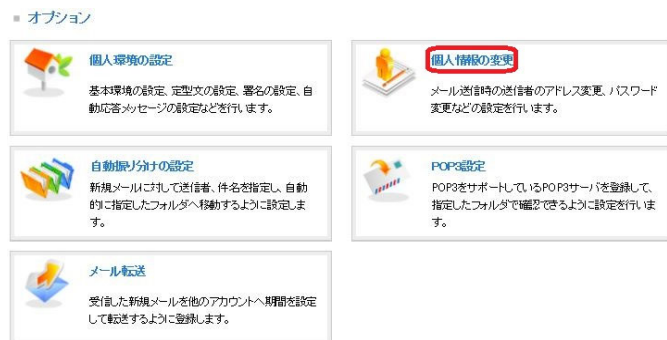 オプション
個人環境の設定
基本環境の設定、定型文の設定、署名の設定、自
動応答メッセージの設定などを行います。
個人情報の変更
メール送信時の送信者のアドレス変更、パスワード
変更などの設定を行います。
自動振り分けの設定
新規メールに対して送信者、件名を指定し、自動
的に指定したフォルダへ移動するように設定しま
す。
POP3設定
POP3をサポートしているPOP3サーバを登録して、
指定したフォルダで確認できるように設定を行いま
す。
メール転送
受信した新規メールを他のアカウントへ期間を設定
して転送するように登録します。